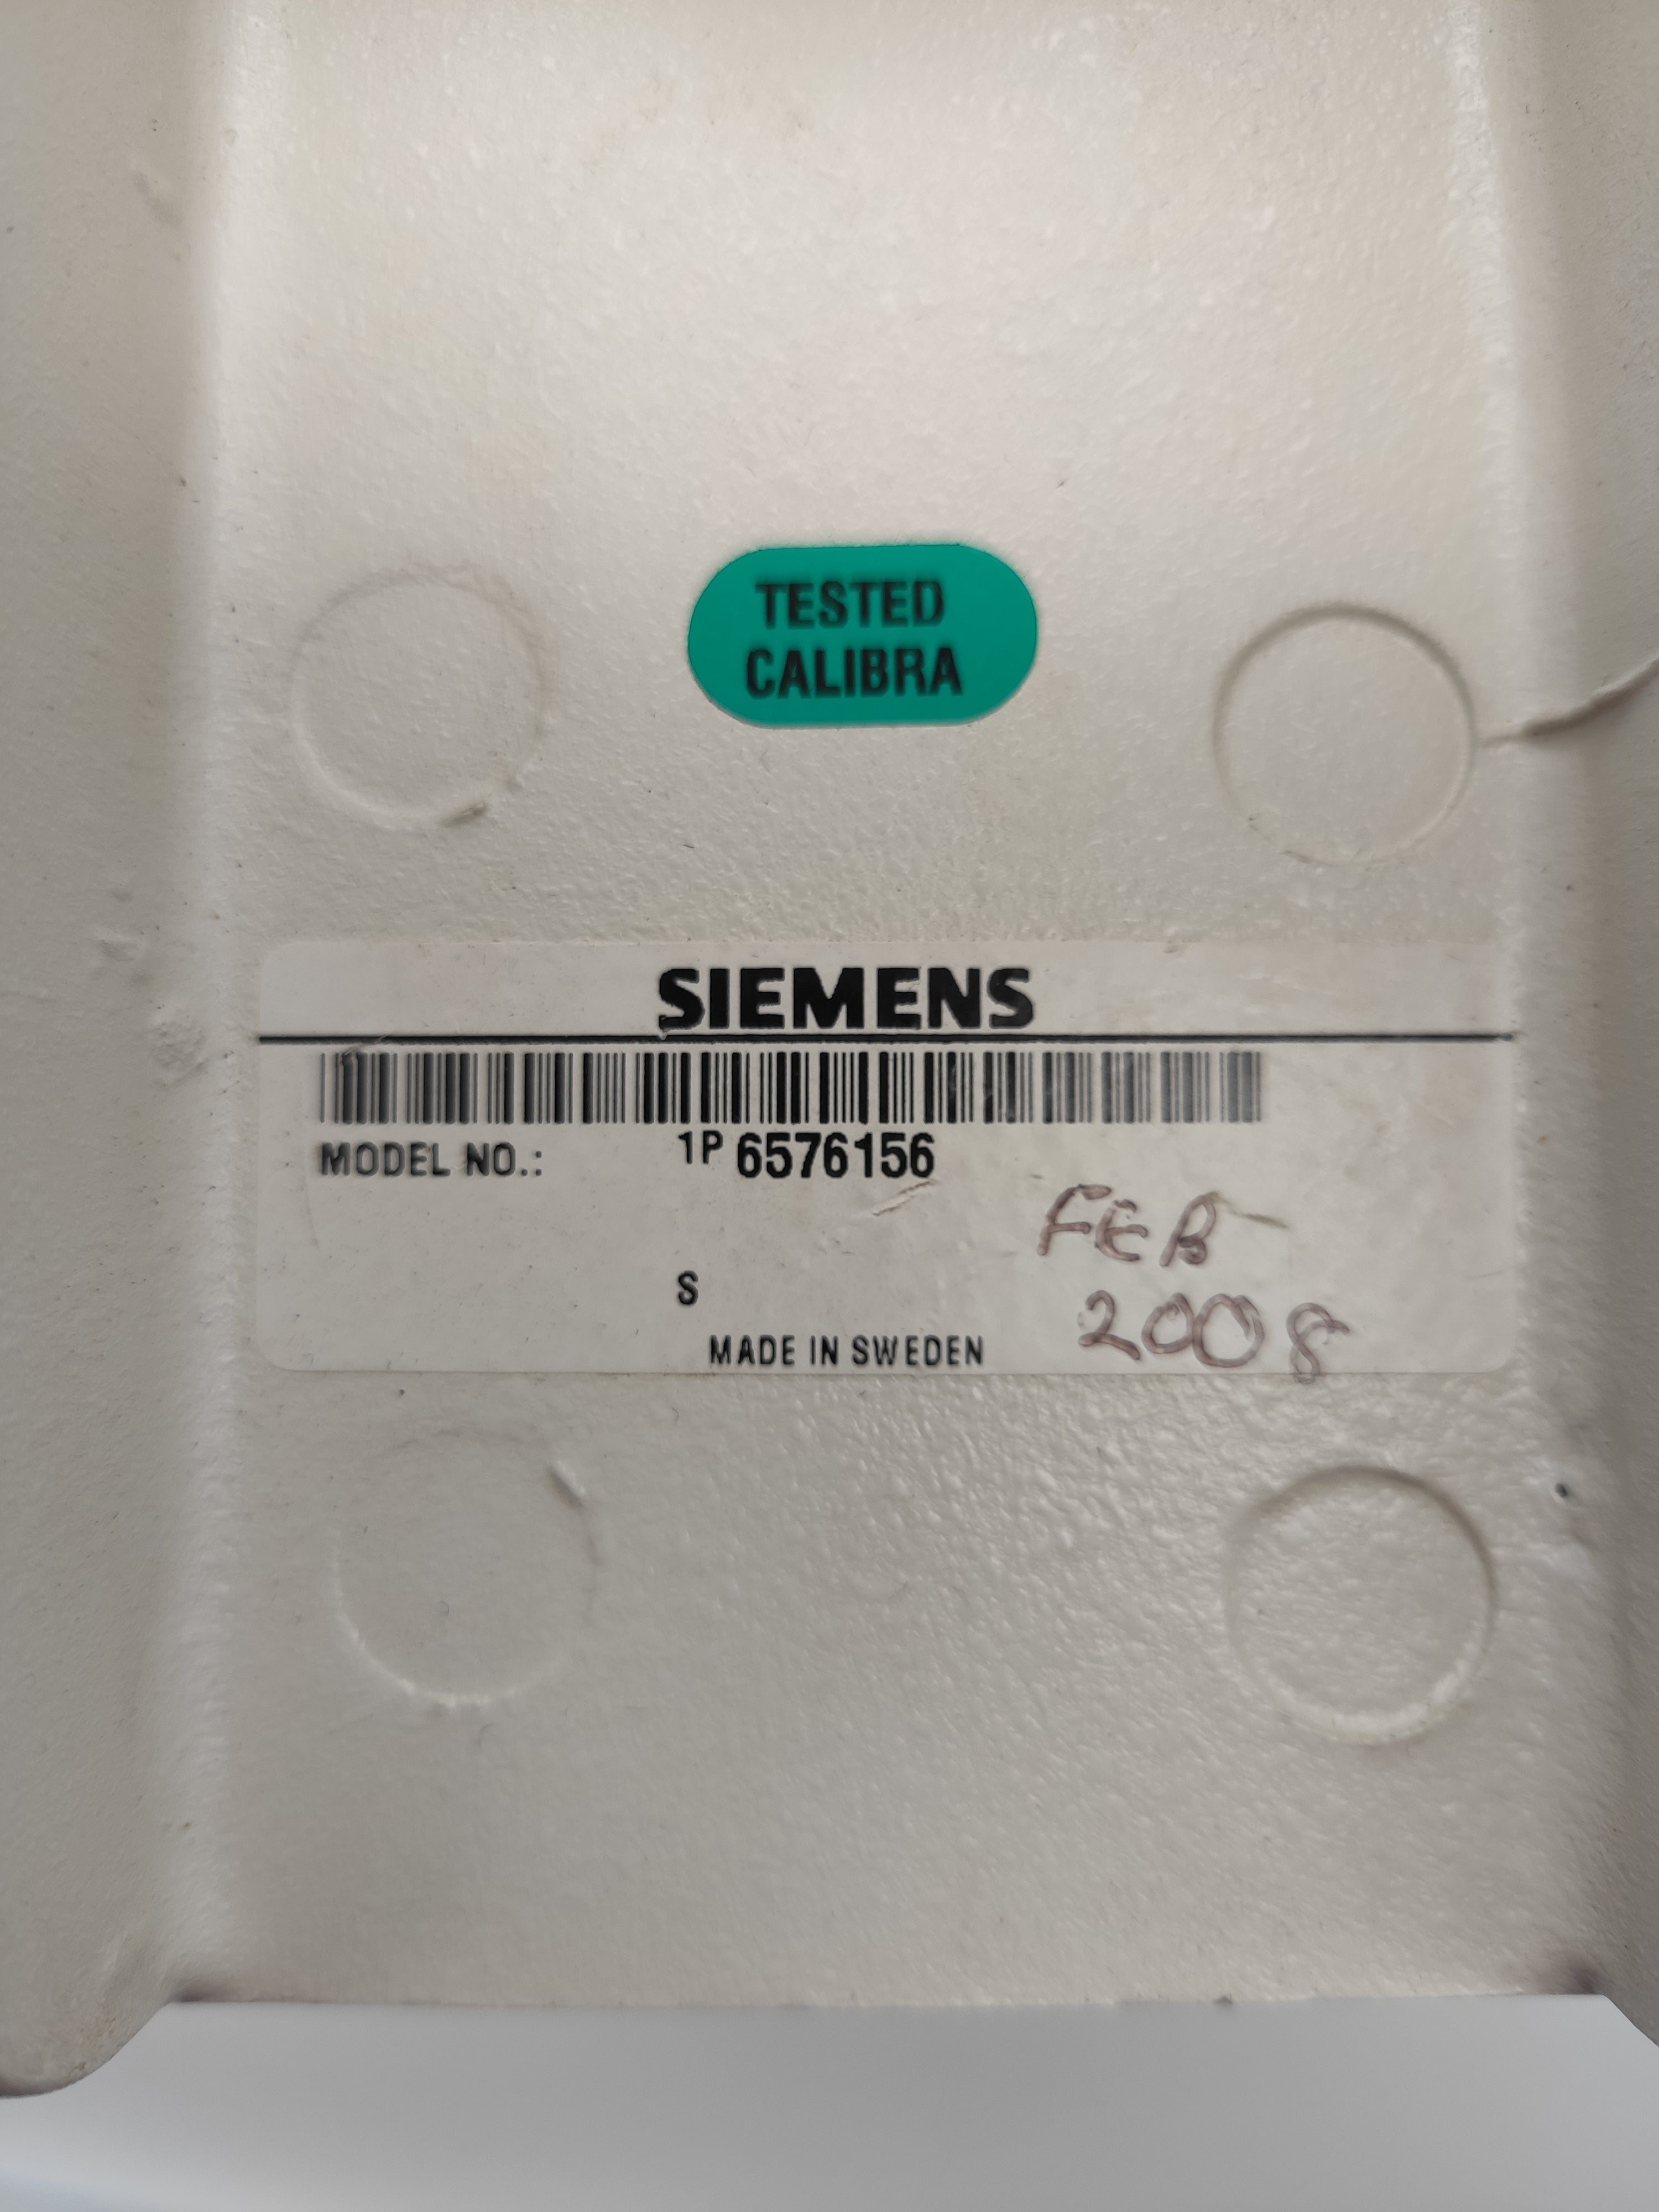 TESTED
CALIBRA
SIEMENS
MODEL NO.: 1P 6576156
FEB
2008
S
MADE IN SWEDEN